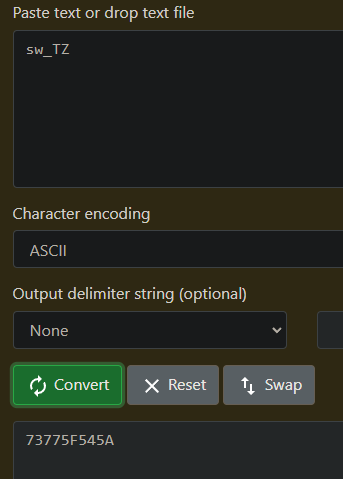 Paste text or drop text file
sw_TZ
Character encoding
ASCII
Output delimiter string (optional)
None
Convert Reset Swap
73775F545A